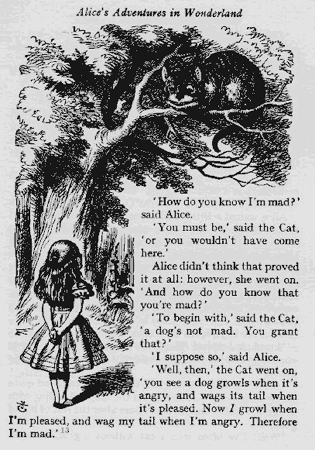 Alice's Adventures in Wonderland
'How do you know I'm mad?'
said Alice.
'You must be,' said the Cat,
'or you wouldn't have come
here.'
Alice didn't think that proved
it at all: however, she went on.
'And how do you know that
you're mad?'
'To begin with,' said the Cat,
'a dog's not mad. You grant
that?'
'I suppose so,' said Alice.
'Well, then,' the Cat went on,
'you see a dog growls when it's
angry, and wags its tail when
it's pleased. Now I growl when
I'm pleased, and wag my tail when I'm angry. Therefore
I'm mad.' 13